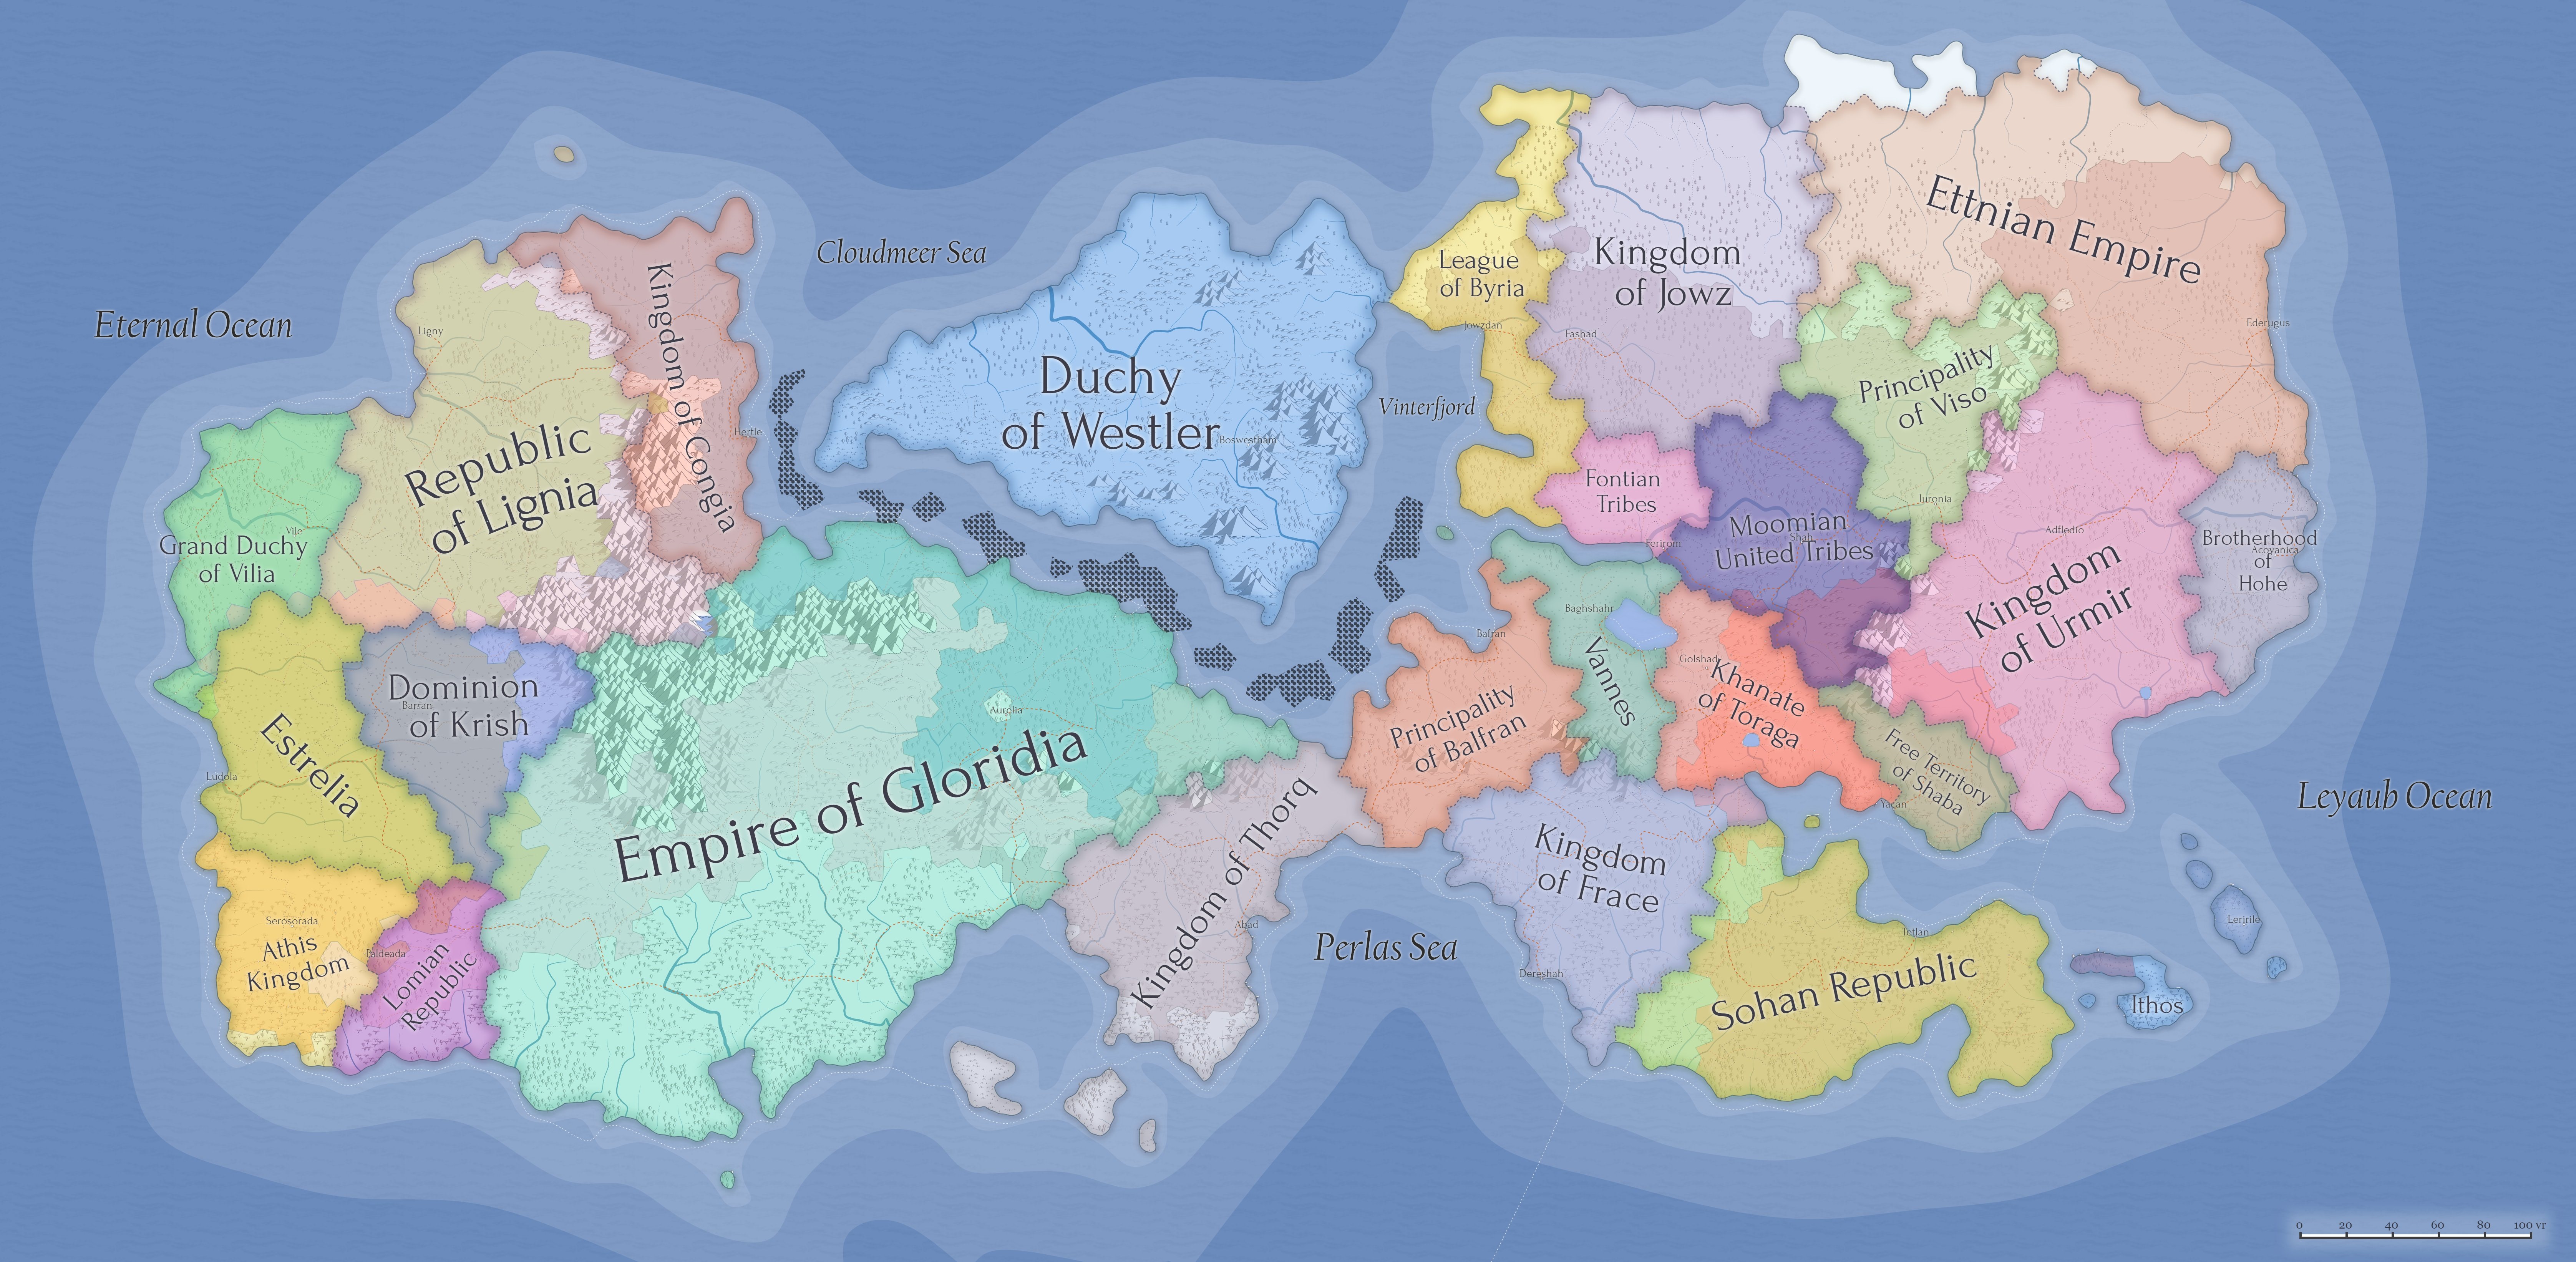 Eternal Ocean
Cloudmeer Sea
Vinterfjord
Perlas Sea
Leyaub Ocean
Republic
of Lignia
Ligny
Kingdom of Congia
Hertle
Grand Duchy
of Vilia
Vile
Estrelia
Ludola
Dominion
of Krish
Barran
Athis
Kingdom
Serosorada
Lomian
Republic
Paldeada
Empire of Gloridia
Aurelia
Duchy
of Westler
Boswestham
Kingdom of Thorq
Abad
League
of Byria
Jowzdan
Kingdom
of Jowz
Fashad
Ettnian Empire
Ederugus
Principality
of Viso
Iuronia
Fontian
Tribes
Ferirom
Moomian
United Tribes
Shah
Kingdom
of Urmir
Adfledio
Brotherhood
of
Hohe
Acoyanica
Principality
of Balfran
Bafran
Vannes
Baghshahr
Khanate
of Toraga
Golshad
Free Territory
of Shaba
Yacan
Kingdom
of Frace
Dereshah
Sohan Republic
Tetlan
Ithos
Leririle
0 20 40 60 80 100 vr